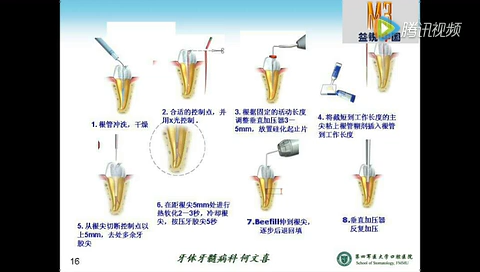 M3
益锐中国
腾讯视频
1.根管冲洗，干燥
2.合适的控制点，并
用x光控制。
3.根据固定的活动长度
调整垂直加压器3—
5mm，放置硅化起止片
4.将截短到工作长度的主
尖粘上根管糊剂插入根管
到工作长度
5.从根尖切断控制点以
上5mm，去处多余牙
胶尖
6.在距根尖5mm处进行
热软化2—3秒，冷却根
尖，按压牙胶尖5秒
7.Beefill伸到根尖，
逐步后退回填
8.垂直加压器
反复加压
16
牙体牙髓病科 何文喜
第四军医大学口腔医院
School of Stomatology, FMMU